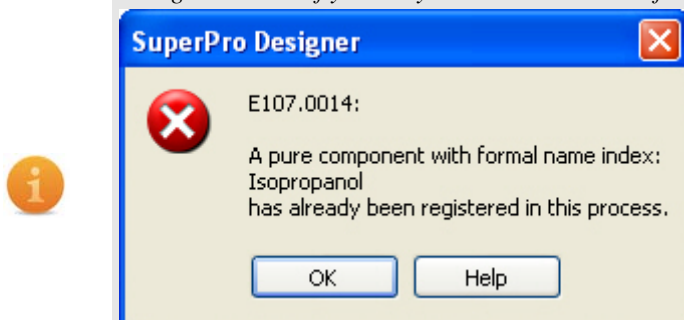 SuperPro Designer
E107.0014:
A pure component with formal name index:
Isopropanol
has already been registered in this process.
OK Help